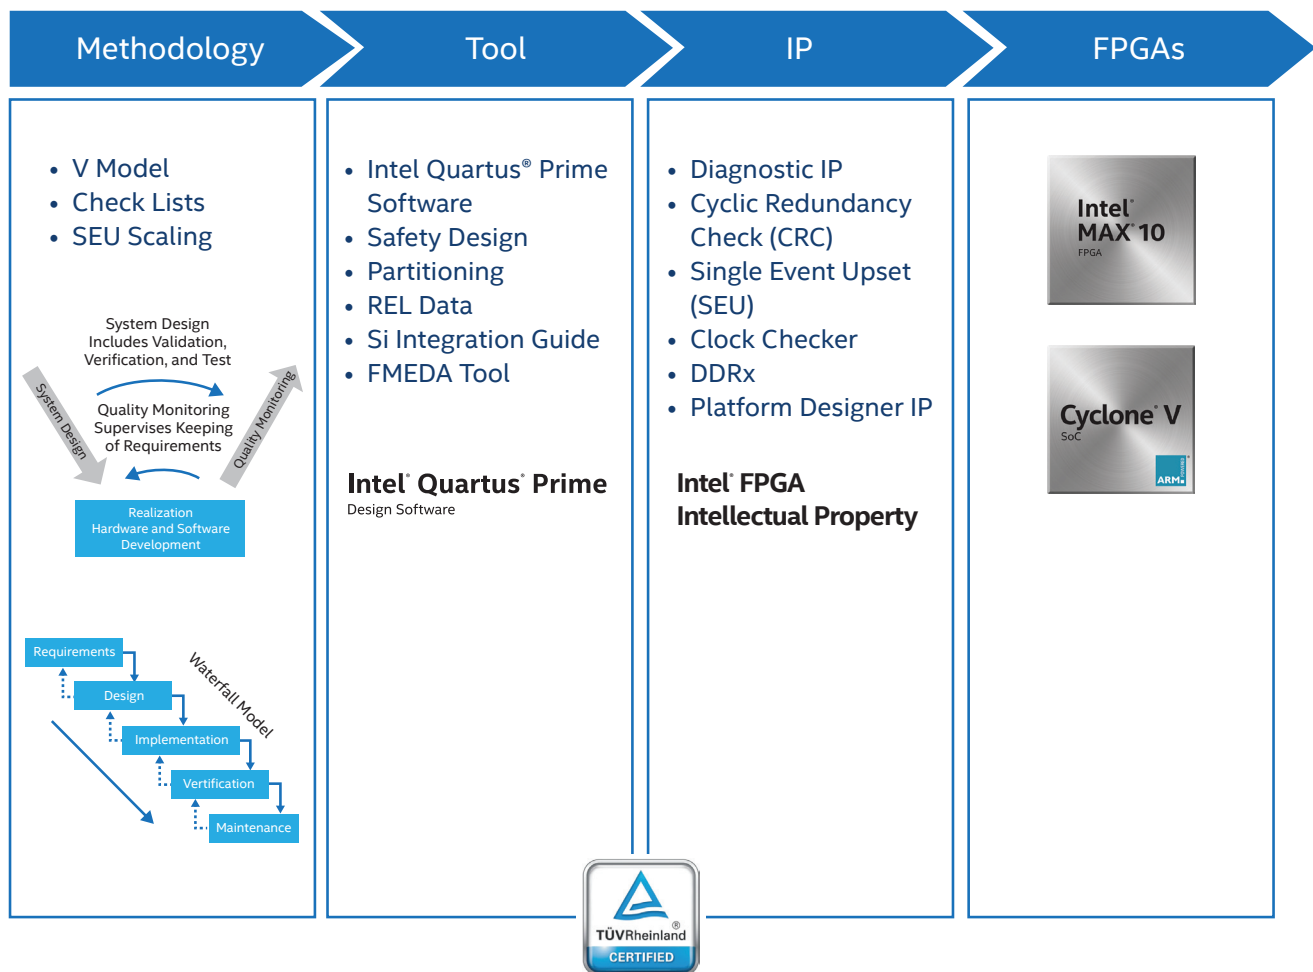 Methodology
Tool
IP
FPGAs
• V Model
• Check Lists
• SEU Scaling
System Design
Includes Validation,
Verification, and Test
System Design
Quality Monitoring
Supervises Keeping
of Requirements
Quality Monitoring
Realization
Hardware and Software
Development
Requirements
Design
Implementation
Vertification
Maintenance
Waterfall Model
• Intel Quartus® Prime
Software
• Safety Design
• Partitioning
• REL Data
• Si Integration Guide
• FMEDA Tool
Intel® Quartus® Prime
Design Software
• Diagnostic IP
• Cyclic Redundancy
Check (CRC)
• Single Event Upset
(SEU)
• Clock Checker
• DDRx
• Platform Designer IP
Intel® FPGA
Intellectual Property
Intel®
MAX® 10
FPGA
Cyclone® V
SoC
ARM
TÜVRheinland®
CERTIFIED